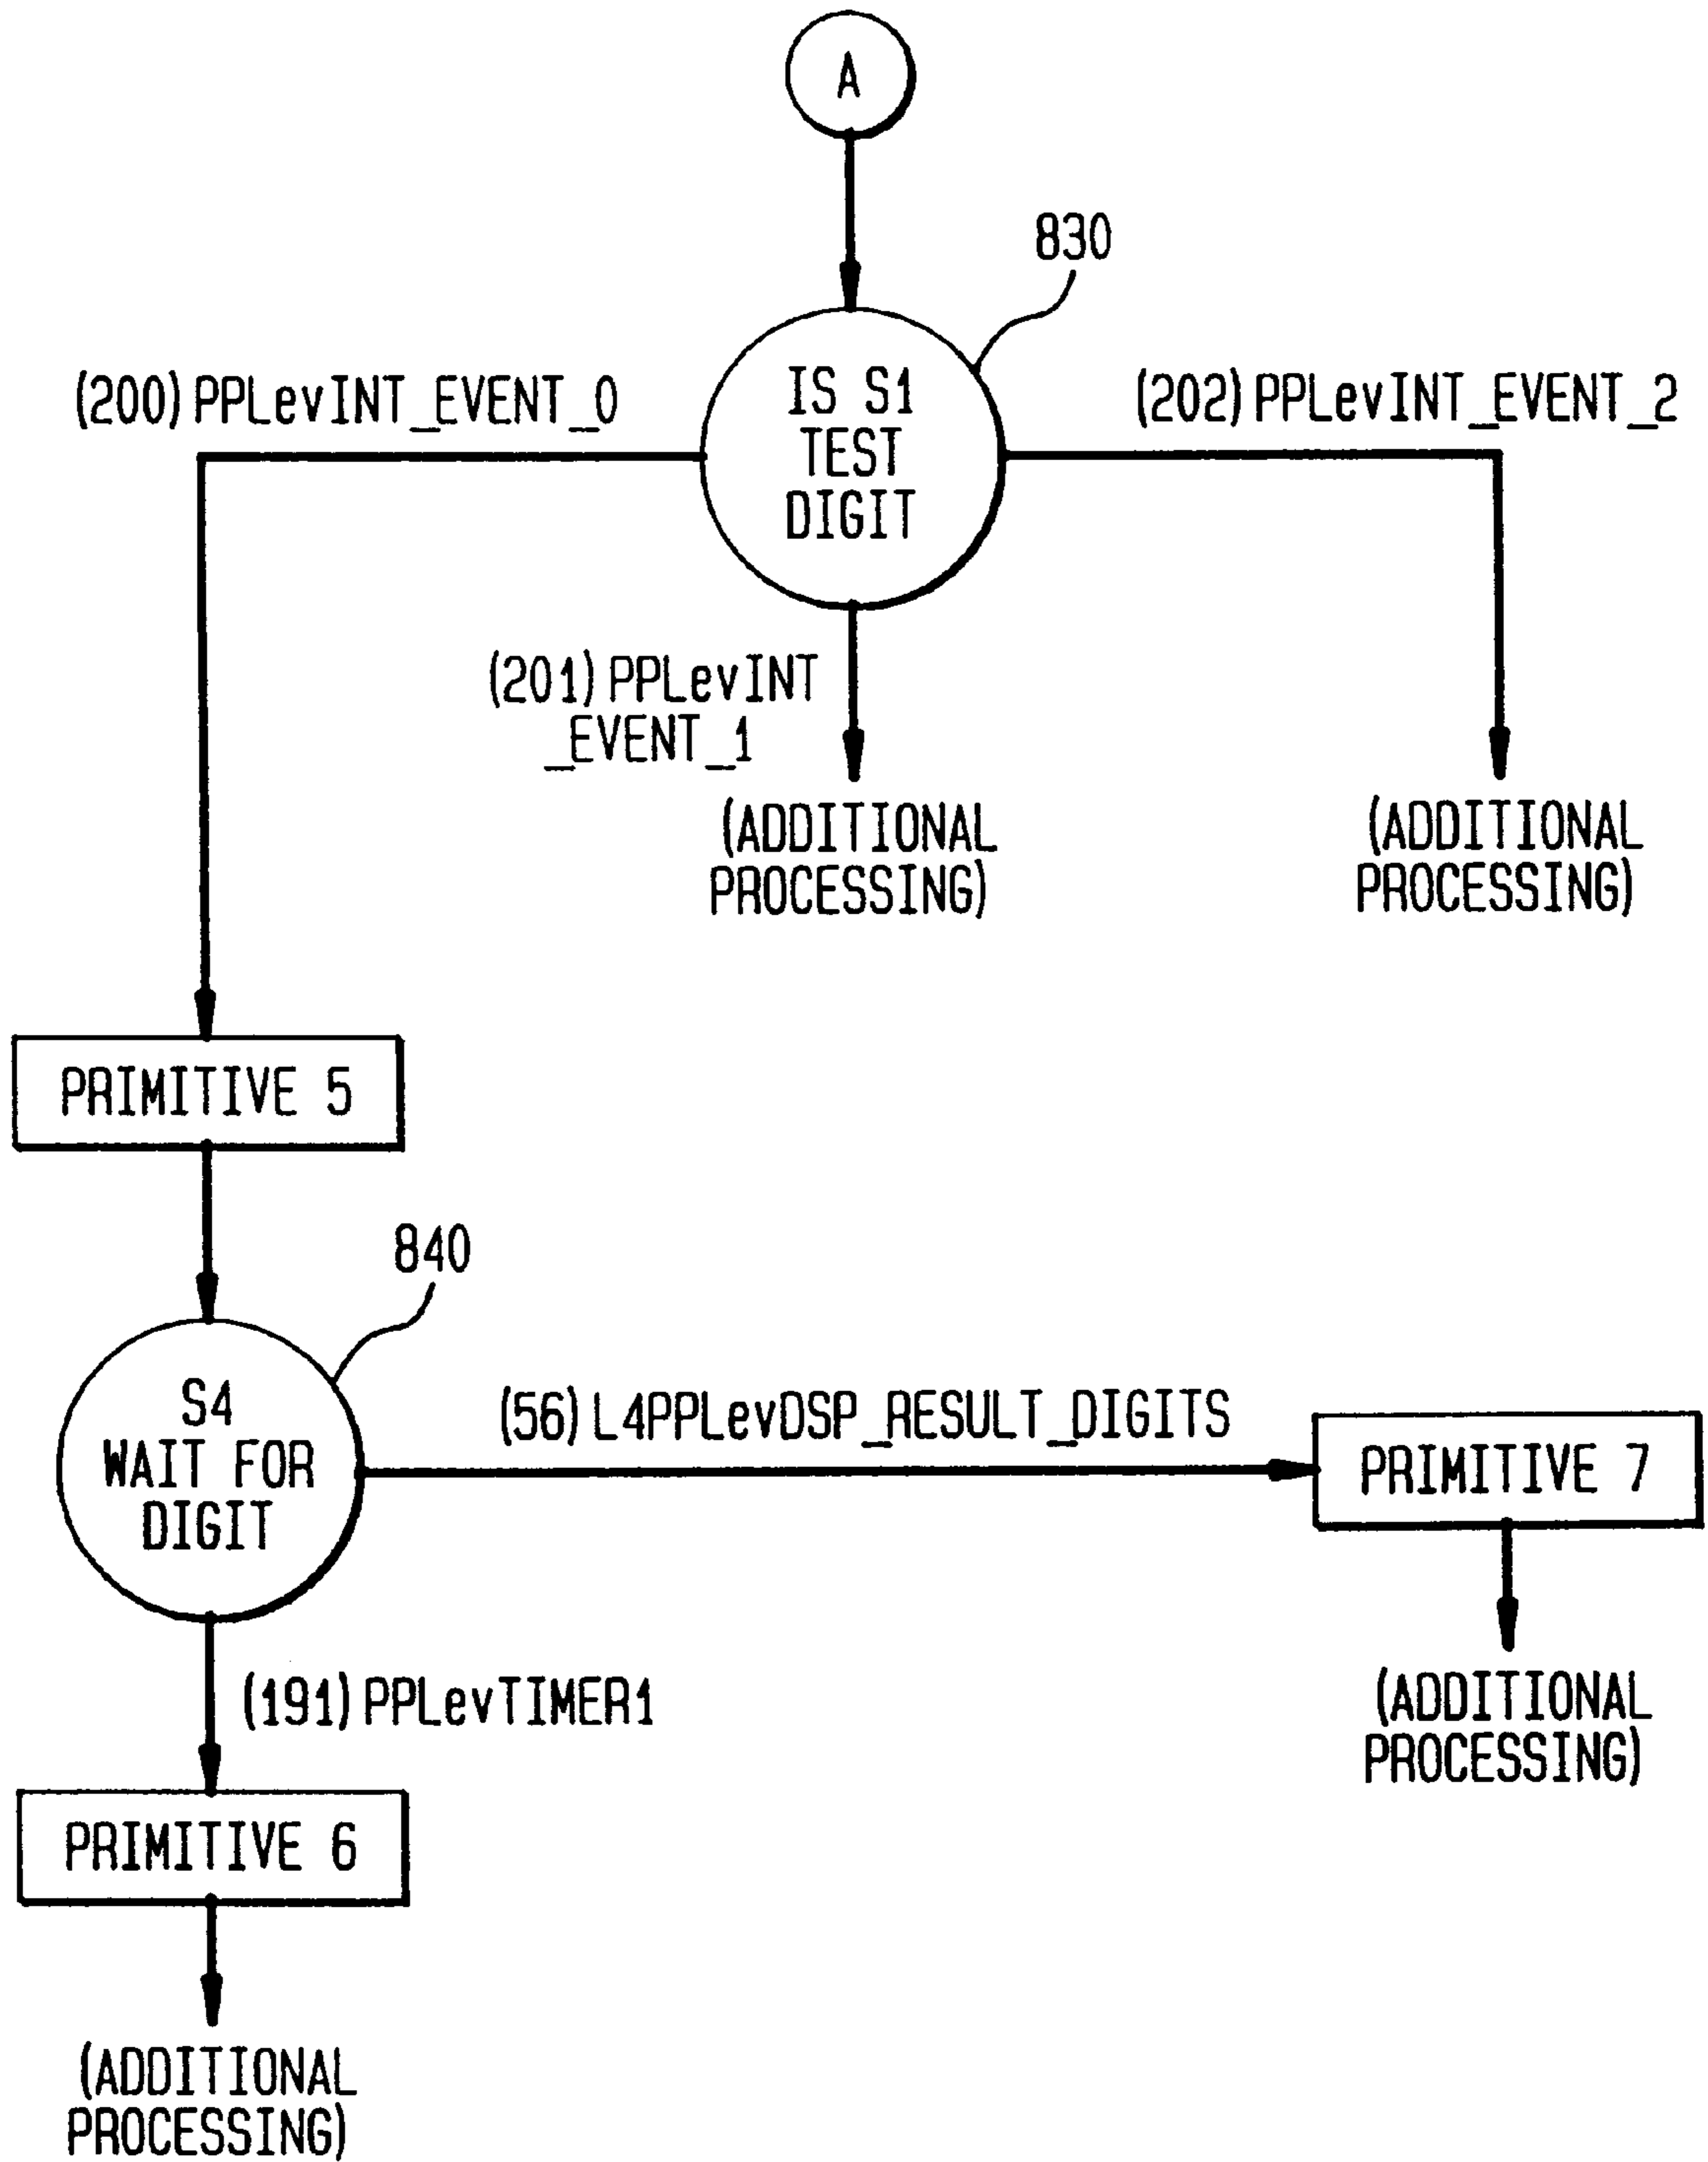 A
830
(200) PPLevINT_EVENT_0
IS S1
TEST
DIGIT
(202) PPLevINT_EVENT_2
(201) PPLevINT
_EVENT_1
(ADDITIONAL
PROCESSING)
(ADDITIONAL
PROCESSING)
PRIMITIVE 5
840
S4
WAIT FOR
DIGIT
(56) L4PPLevDSP_RESULT_DIGITS
PRIMITIVE 7
(191) PPLevTIMER1
(ADDITIONAL
PROCESSING)
PRIMITIVE 6
(ADDITIONAL
PROCESSING)